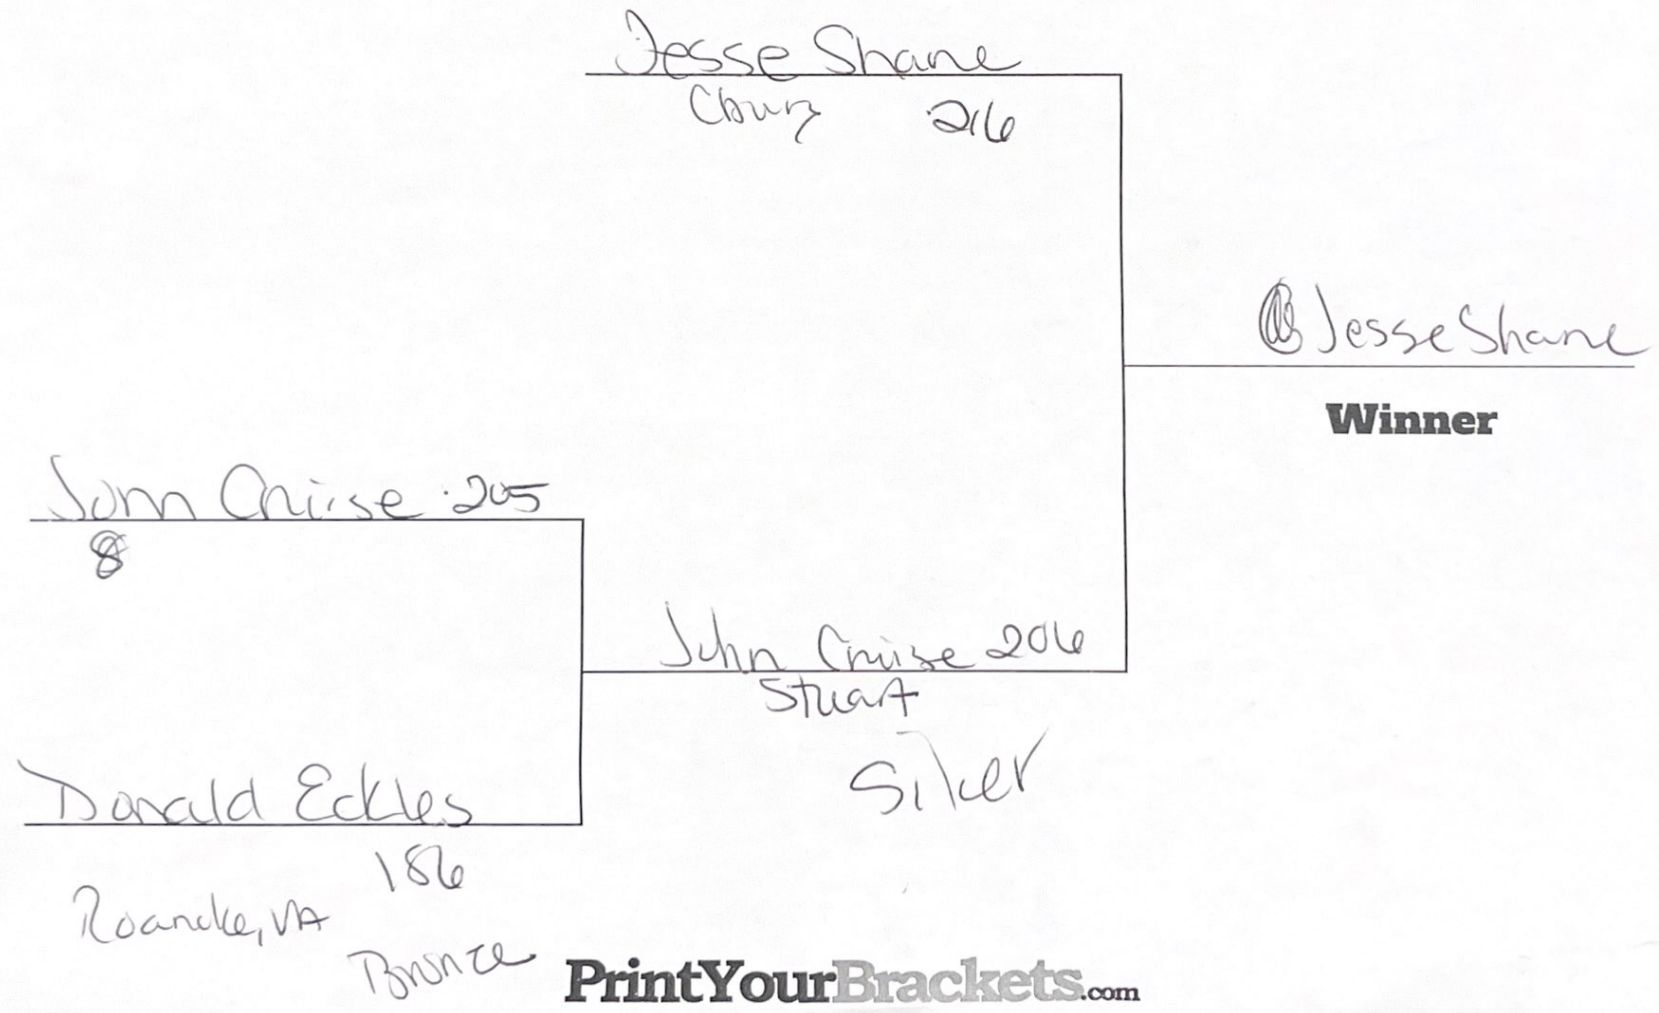 Jesse Shane
216
Jesse Shane
Winner
John Cruise 205
8
John Cruise 206
Stuart
Silver
Donald Eckles
186
Roanoke, VA
Bronze
PrintYourBrackets.com